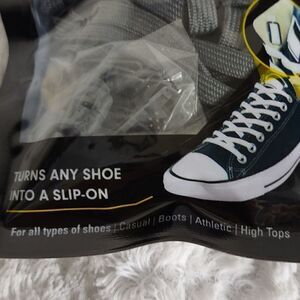 TURNS ANY SHOE
INTO A SLIP-ON
For all types of shoes | Casual | Boots | Athletic | High Tops